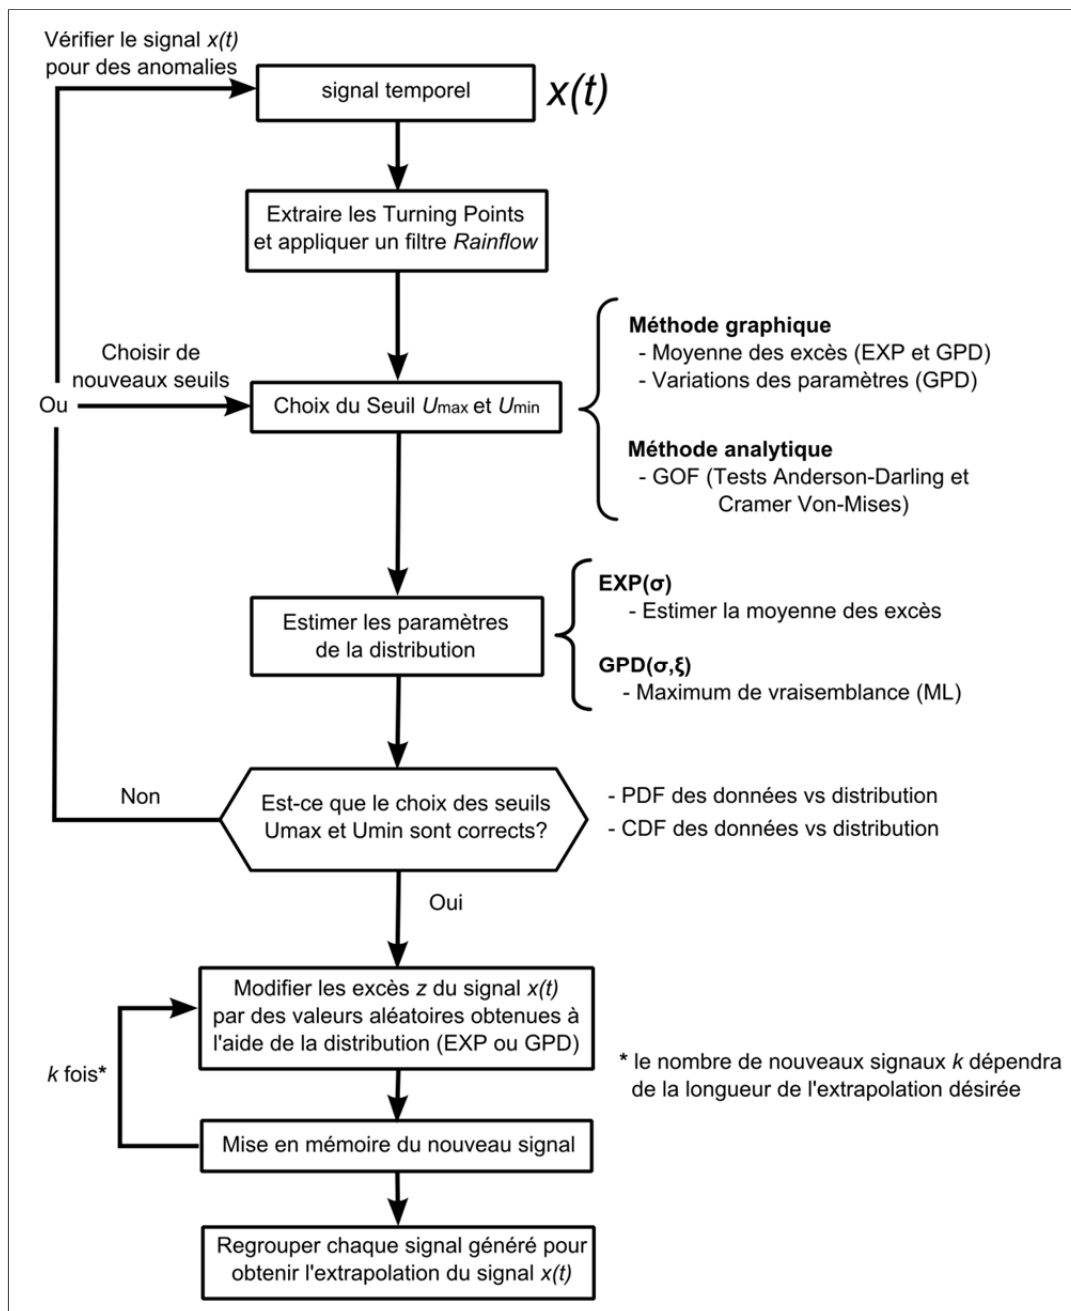 Vérifier le signal x(t)
pour des anomalies
signal temporel
x(t)
Extraire les Turning Points
et appliquer un filtre Rainflow
Méthode graphique
- Moyenne des excès (EXP et GPD)
- Variations des paramètres (GPD)
Choisir de
nouveaux seuils
Ou
Choix du Seuil Umax et Umin
Méthode analytique
- GOF (Tests Anderson-Darling et
Cramer Von-Mises)
EXP(σ)
- Estimer la moyenne des excès
Estimer les paramètres
de la distribution
GPD(σ,ξ)
- Maximum de vraisemblance (ML)
Non
Est-ce que le choix des seuils
Umax et Umin sont corrects?
- PDF des données vs distribution
- CDF des données vs distribution
Oui
Modifier les excès z du signal x(t)
par des valeurs aléatoires obtenues à
l'aide de la distribution (EXP ou GPD)
k fois*
* le nombre de nouveaux signaux k dépendra
de la longueur de l'extrapolation désirée
Mise en mémoire du nouveau signal
Regrouper chaque signal généré pour
obtenir l'extrapolation du signal x(t)